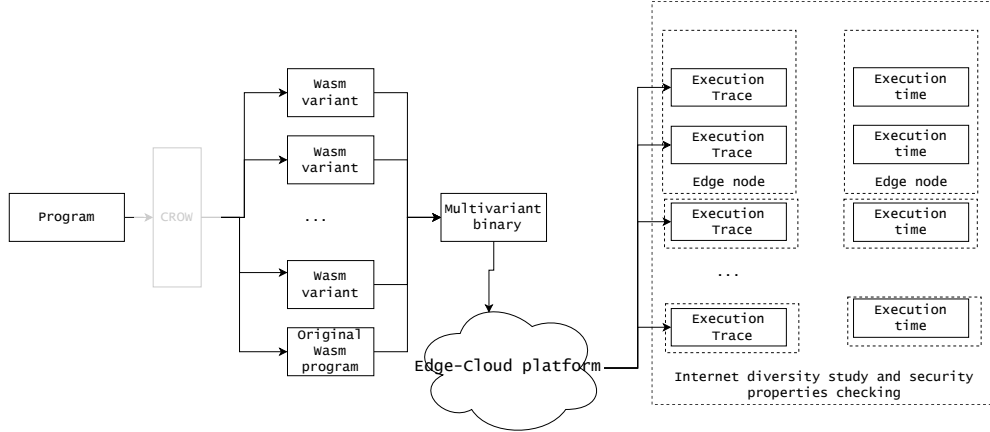 Program
CROW
Wasm
variant
Wasm
variant
...
Wasm
variant
Original
Wasm
program
Multivariant
binary
Edge-Cloud platform
Execution
Trace
Execution
Trace
Edge node
Execution
Trace
...
Execution
Trace
Execution
time
Execution
time
Edge node
Execution
time
Execution
time
Internet diversity study and security
properties checking